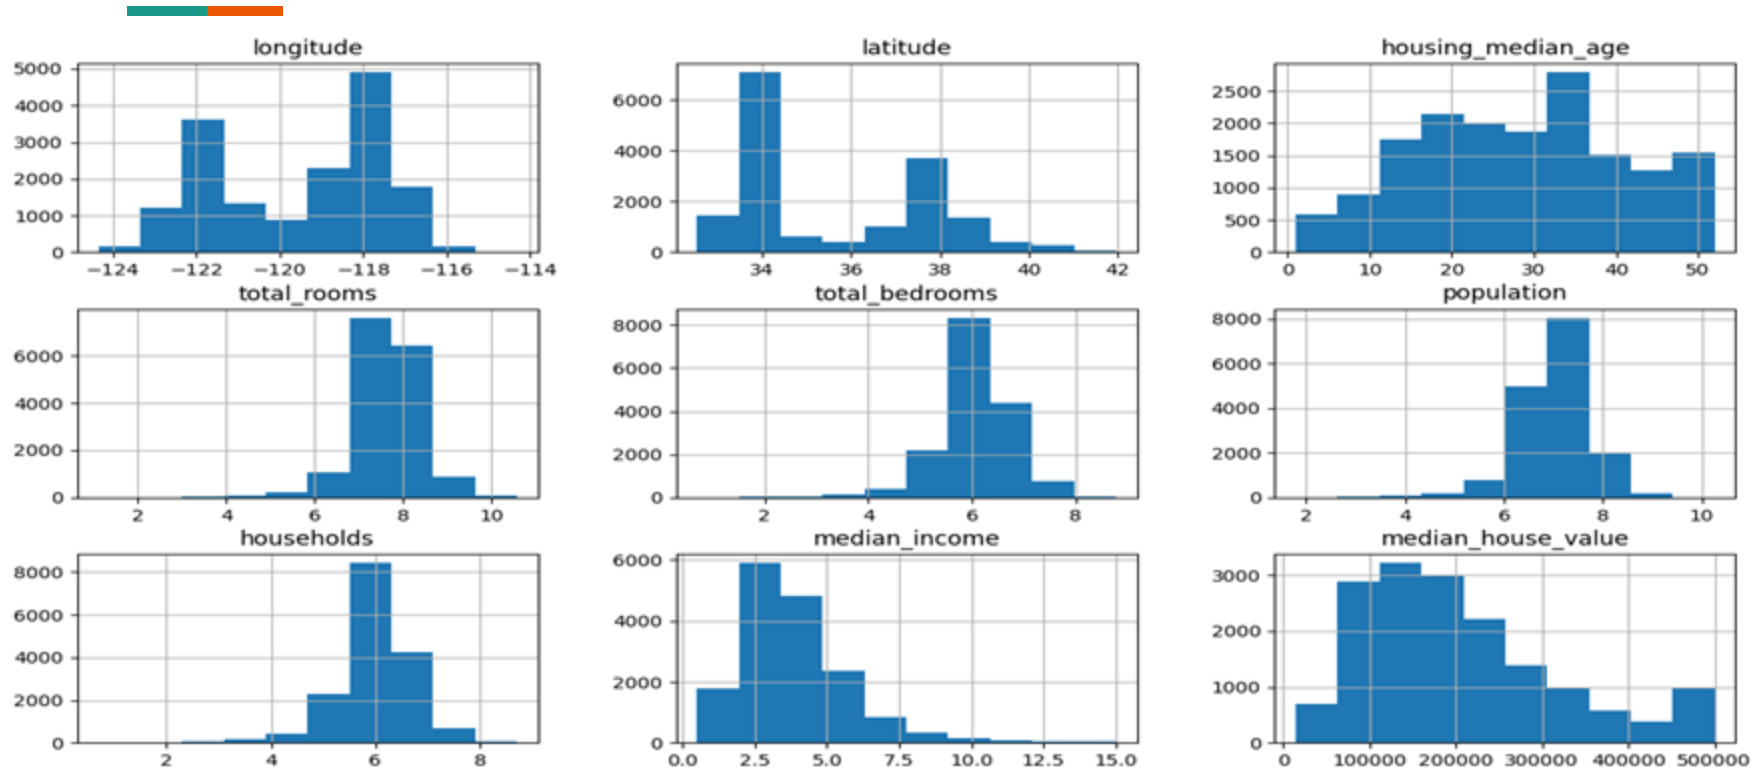 longitude
5000
4000
3000
2000
1000
0
−124 −122 −120 −118 −116 −114
latitude
6000
4000
2000
0
34 36 38 40 42
housing_median_age
2500
2000
1500
1000
500
0
0 10 20 30 40 50
total_rooms
6000
4000
2000
0
2 4 6 8 10
total_bedrooms
8000
6000
4000
2000
0
2 4 6 8
population
8000
6000
4000
2000
0
2 4 6 8 10
households
8000
6000
4000
2000
0
2 4 6 8
median_income
6000
4000
2000
0
0.0 2.5 5.0 7.5 10.0 12.5 15.0
median_house_value
3000
2000
1000
0
0 100000 200000 300000 400000 500000